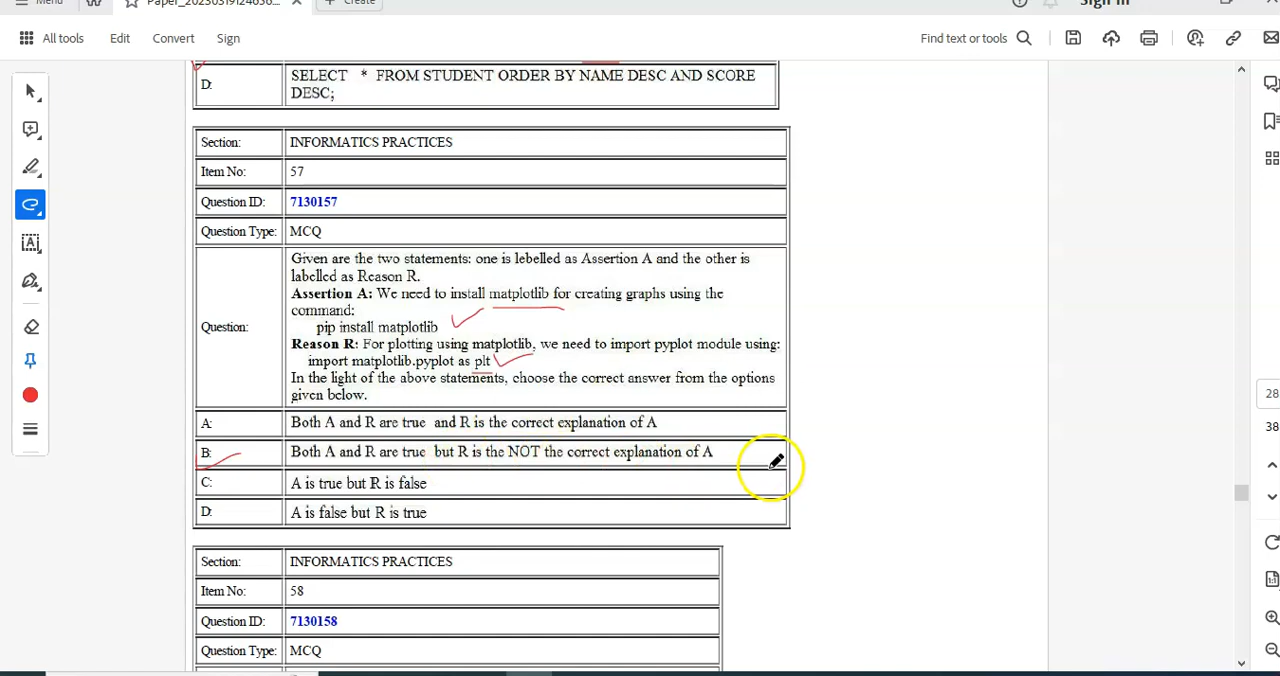 Menu
Paper_20230319124636...
Create
Sign in
All tools
Edit
Convert
Sign
Find text or tools
D: SELECT * FROM STUDENT ORDER BY NAME DESC AND SCORE
DESC;
Section: INFORMATICS PRACTICES
Item No: 57
Question ID: 7130157
Question Type: MCQ
Question:
Given are the two statements: one is lebelled as Assertion A and the other is
labelled as Reason R.
Assertion A: We need to install matplotlib for creating graphs using the
command:
pip install matplotlib
Reason R: For plotting using matplotlib, we need to import pyplot module using:
import matplotlib.pyplot as plt
In the light of the above statements, choose the correct answer from the options
given below.
A: Both A and R are true and R is the correct explanation of A
B: Both A and R are true but R is the NOT the correct explanation of A
C: A is true but R is false
D: A is false but R is true
Section: INFORMATICS PRACTICES
Item No: 58
Question ID: 7130158
Question Type: MCQ
28
38